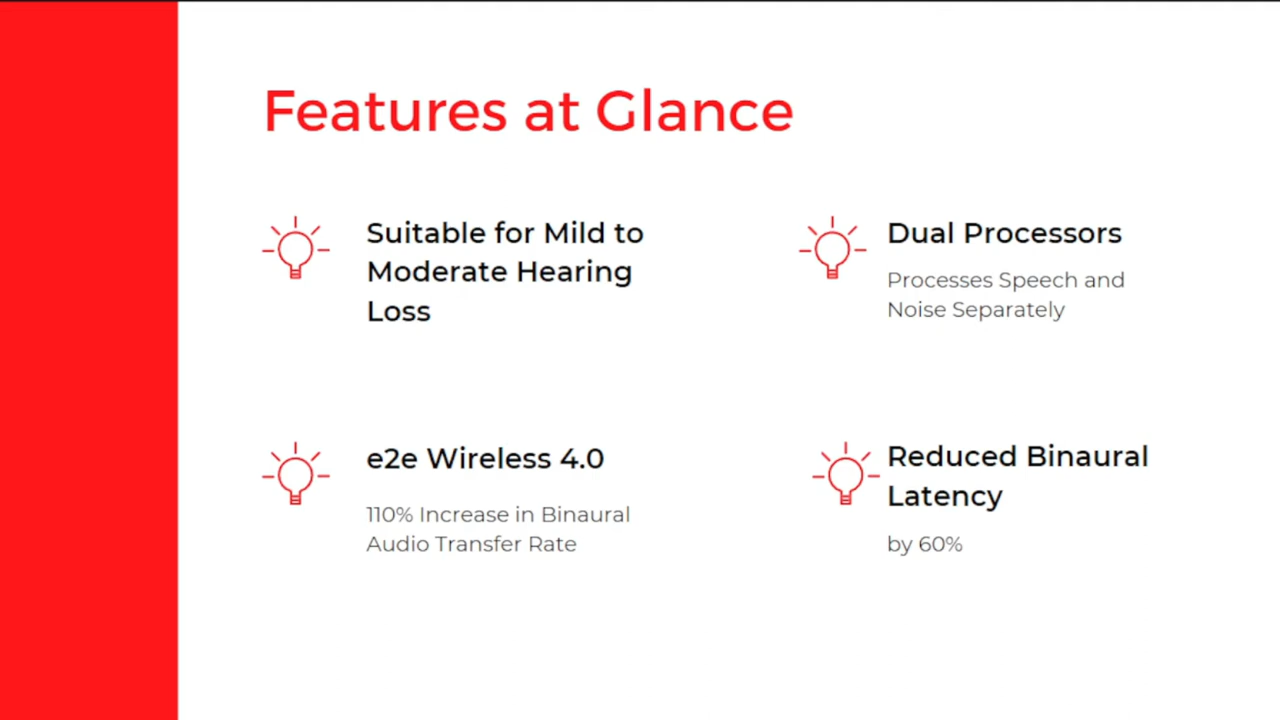 Features at Glance
Suitable for Mild to
Moderate Hearing
Loss
Dual Processors
Processes Speech and
Noise Separately
e2e Wireless 4.0
110% Increase in Binaural
Audio Transfer Rate
Reduced Binaural
Latency
by 60%